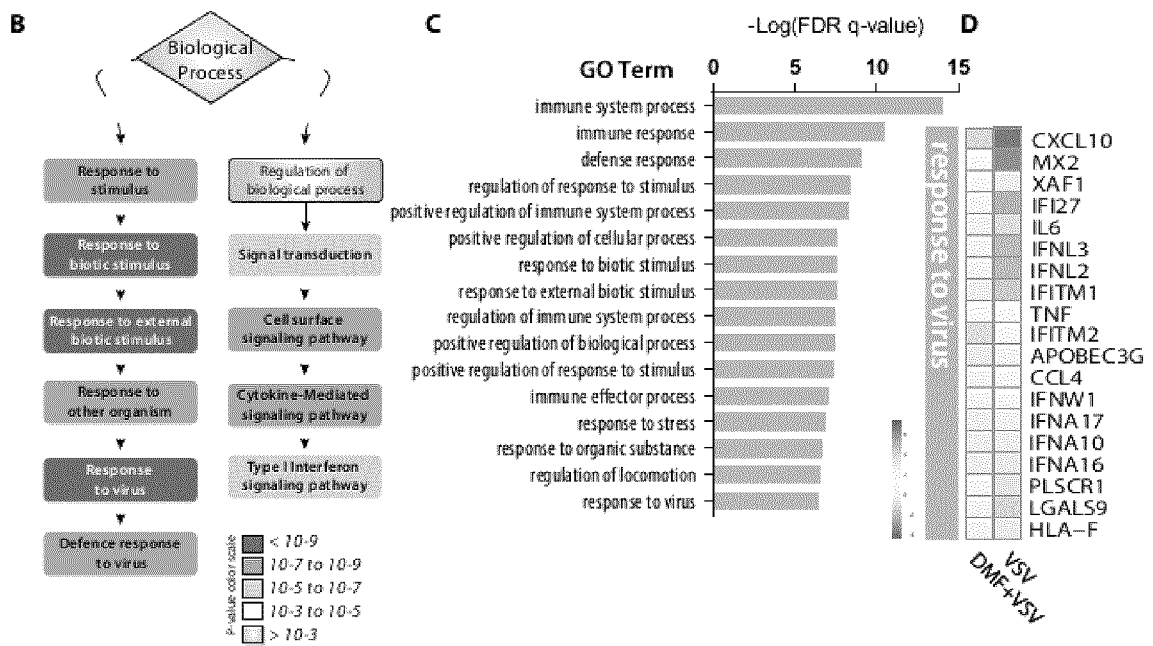 B
Biological
Process
Response to
stimulus
Regulation of
biological process
Response to
biotic stimulus
Signal transduction
Response to external
biotic stimulus
Cell surface
signaling pathway
Response to
other organism
Cytokine-Mediated
signaling pathway
Response
to virus
Type I Interferon
signaling pathway
Defence response
to virus
P-value color scale
< 10-9
10-7 to 10-9
10-5 to 10-7
10-3 to 10-5
> 10-3
C
-Log(FDR q-value)
GO Term
0 5 10 15
immune system process
immune response
defense response
regulation of response to stimulus
positive regulation of immune system process
positive regulation of cellular process
response to biotic stimulus
response to external biotic stimulus
regulation of immune system process
positive regulation of biological process
positive regulation of response to stimulus
immune effector process
response to stress
response to organic substance
regulation of locomotion
response to virus
D
response to virus
CXCL10
MX2
XAF1
IFI27
IL6
IFNL3
IFNL2
IFITM1
TNF
IFITM2
APOBEC3G
CCL4
IFNW1
IFNA17
IFNA10
IFNA16
PLSCR1
LGALS9
HLA-F
VSV
DMF+VSV